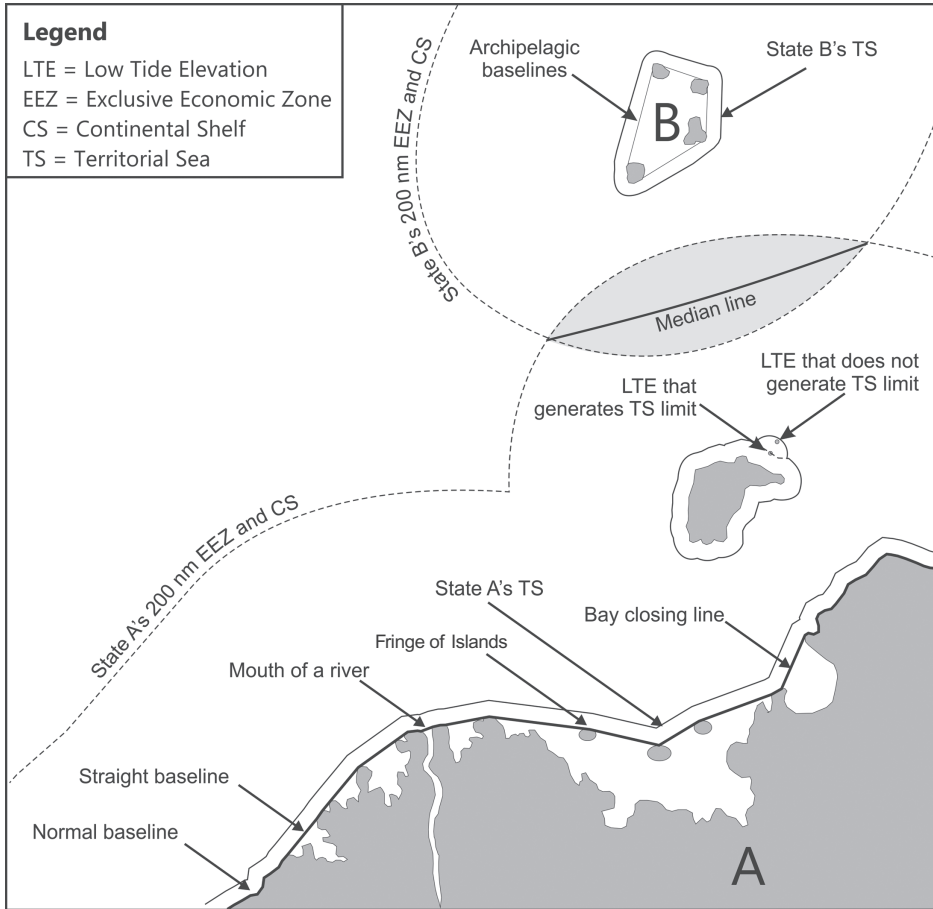 Legend
LTE = Low Tide Elevation
EEZ = Exclusive Economic Zone
CS = Continental Shelf
TS = Territorial Sea
Archipelagic
baselines
State B's TS
B
State B's 200 nm EEZ and CS
Median line
LTE that does not
generate TS limit
LTE that
generates TS limit
State A's 200 nm EEZ and CS
State A's TS
Bay closing line
Fringe of Islands
Mouth of a river
Straight baseline
Normal baseline
A